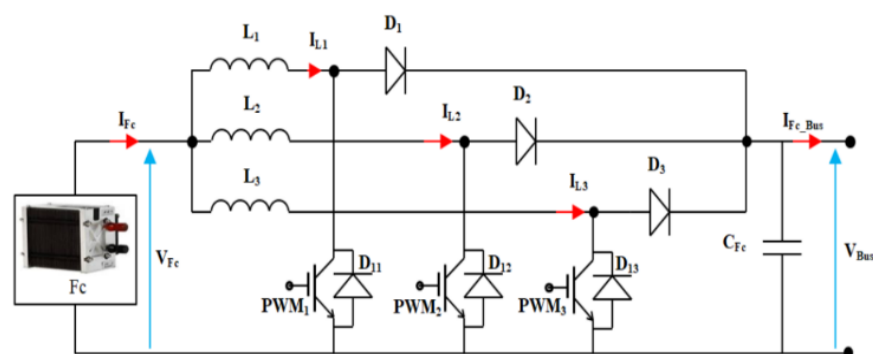 L1 IL1 D1
L2 IL2 D2
IFc IFc_Bus
L3 IL3 D3
VFc CFc VBus
Fc
D11 D12 D13
PWM1 PWM2 PWM3